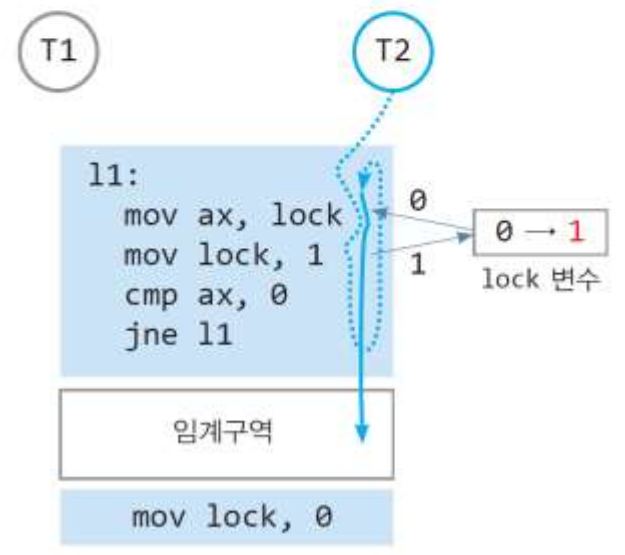 T1
T2
l1:
mov ax, lock
mov lock, 1
cmp ax, 0
jne l1
0
1
0 → 1
lock 변수
임계구역
mov lock, 0